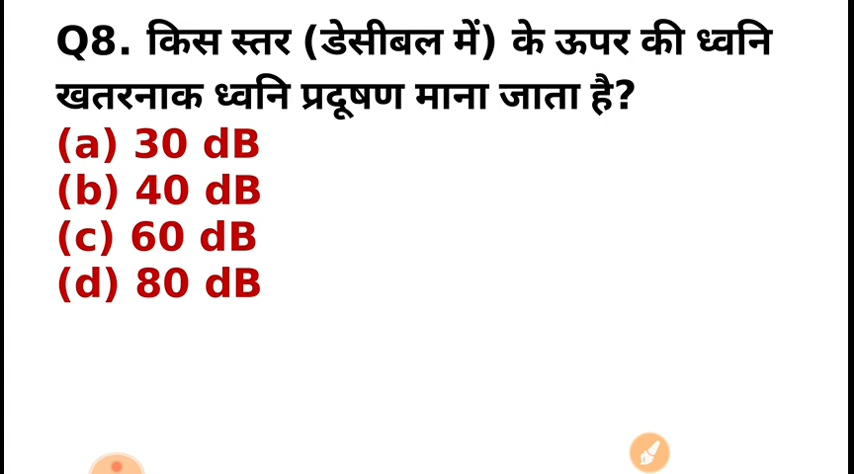 Q8. किस स्तर (डेसीबल में) के ऊपर की ध्वनि
खतरनाक ध्वनि प्रदूषण माना जाता है?
(a) 30 dB
(b) 40 dB
(c) 60 dB
(d) 80 dB